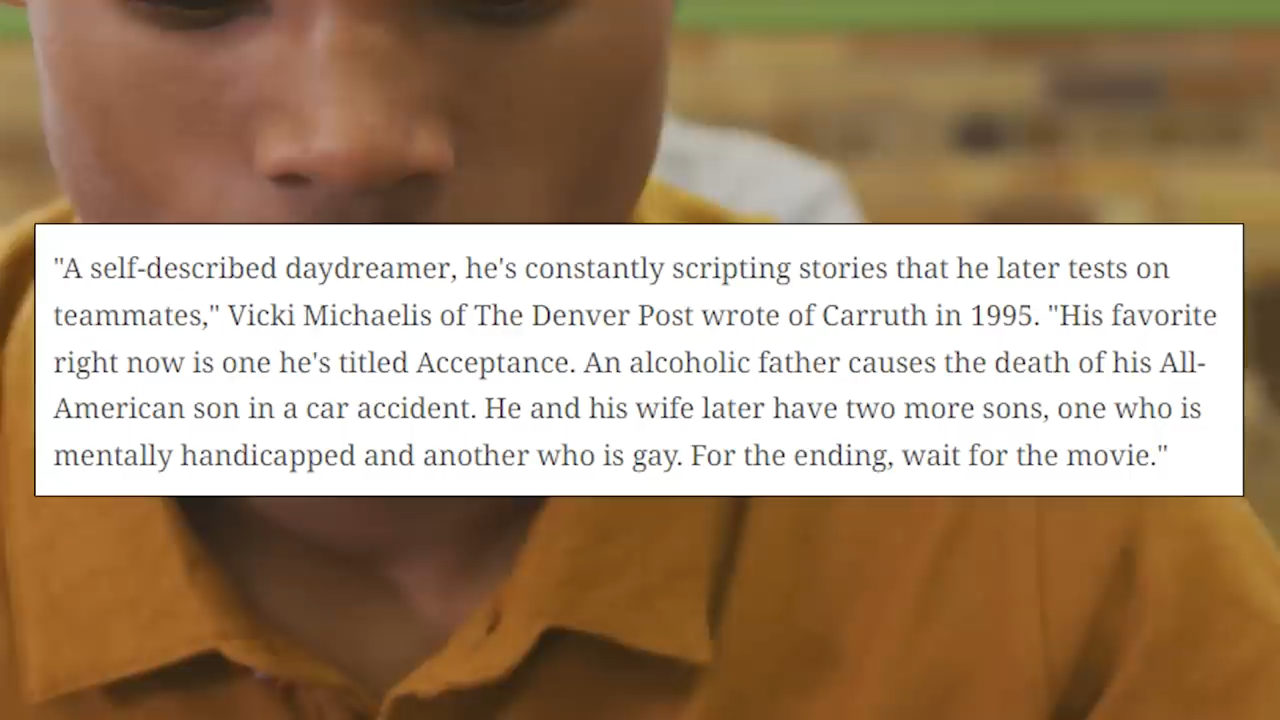 "A self-described daydreamer, he's constantly scripting stories that he later tests on
teammates," Vicki Michaelis of The Denver Post wrote of Carruth in 1995. "His favorite
right now is one he's titled Acceptance. An alcoholic father causes the death of his All-
American son in a car accident. He and his wife later have two more sons, one who is
mentally handicapped and another who is gay. For the ending, wait for the movie."